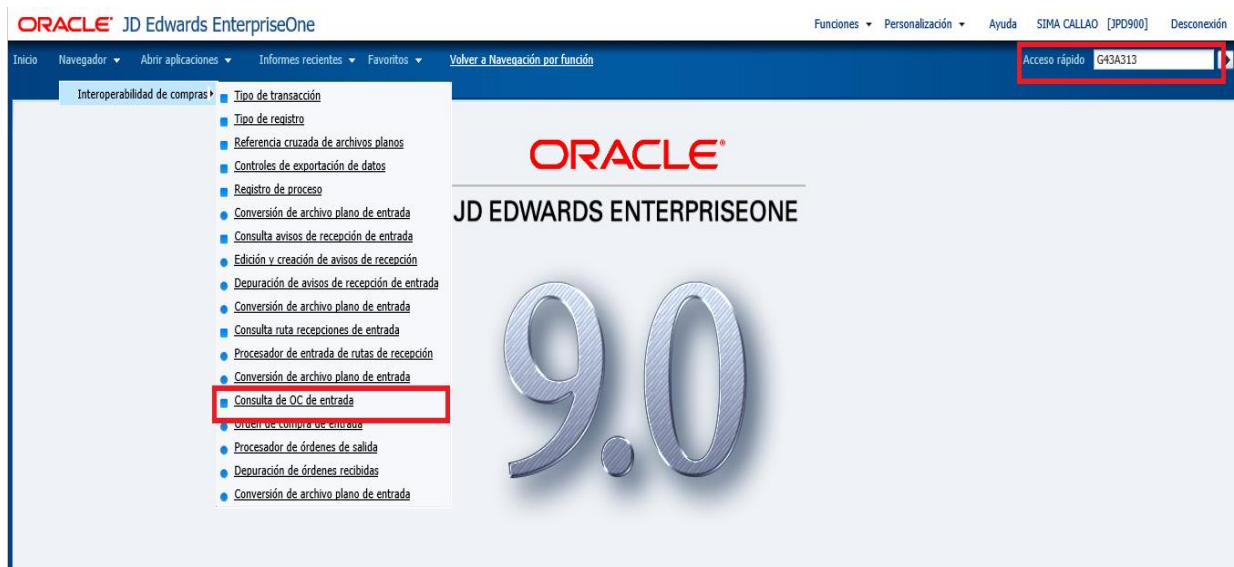 ORACLE® JD Edwards EnterpriseOne
Funciones Personalización Ayuda SIMA CALLAO [JPD900] Desconexión
Inicio Navegador Abrir aplicaciones Informes recientes Favoritos Volver a Navegación por función Acceso rápido G43A313
Interoperabilidad de compras
Tipo de transacción
Tipo de registro
Referencia cruzada de archivos planos
Controles de exportación de datos
Registro de proceso
Conversión de archivo plano de entrada
Consulta avisos de recepción de entrada
Edición y creación de avisos de recepción
Depuración de avisos de recepción de entrada
Conversión de archivo plano de entrada
Consulta ruta recepciones de entrada
Procesador de entrada de rutas de recepción
Conversión de archivo plano de entrada
Consulta de OC de entrada
Orden de compra de entrada
Procesador de órdenes de salida
Depuración de órdenes recibidas
Conversión de archivo plano de entrada
ORACLE®
JD EDWARDS ENTERPRISEONE
9.0